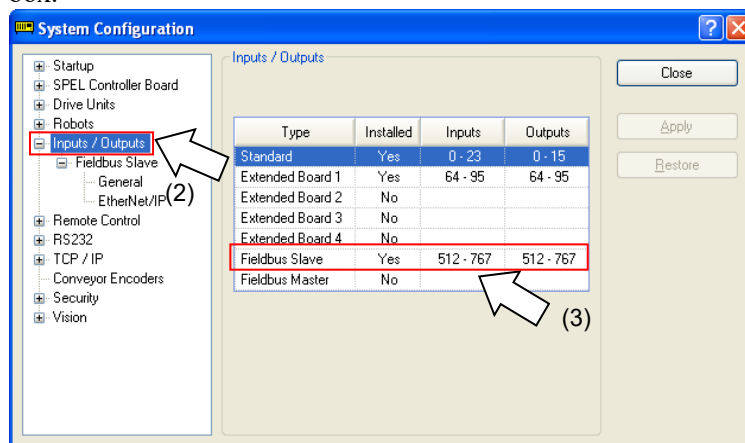 System Configuration
Startup
SPEL Controller Board
Drive Units
Robots
Inputs / Outputs
Fieldbus Slave
General
EtherNet/IP
(2)
Remote Control
RS232
TCP / IP
Conveyor Encoders
Security
Vision
Inputs / Outputs
Type Installed Inputs Outputs
Standard Yes 0 - 23 0 - 15
Extended Board 1 Yes 64 - 95 64 - 95
Extended Board 2 No
Extended Board 3 No
Extended Board 4 No
Fieldbus Slave Yes 512 - 767 512 - 767
Fieldbus Master No
(3)
Close
Apply
Restore